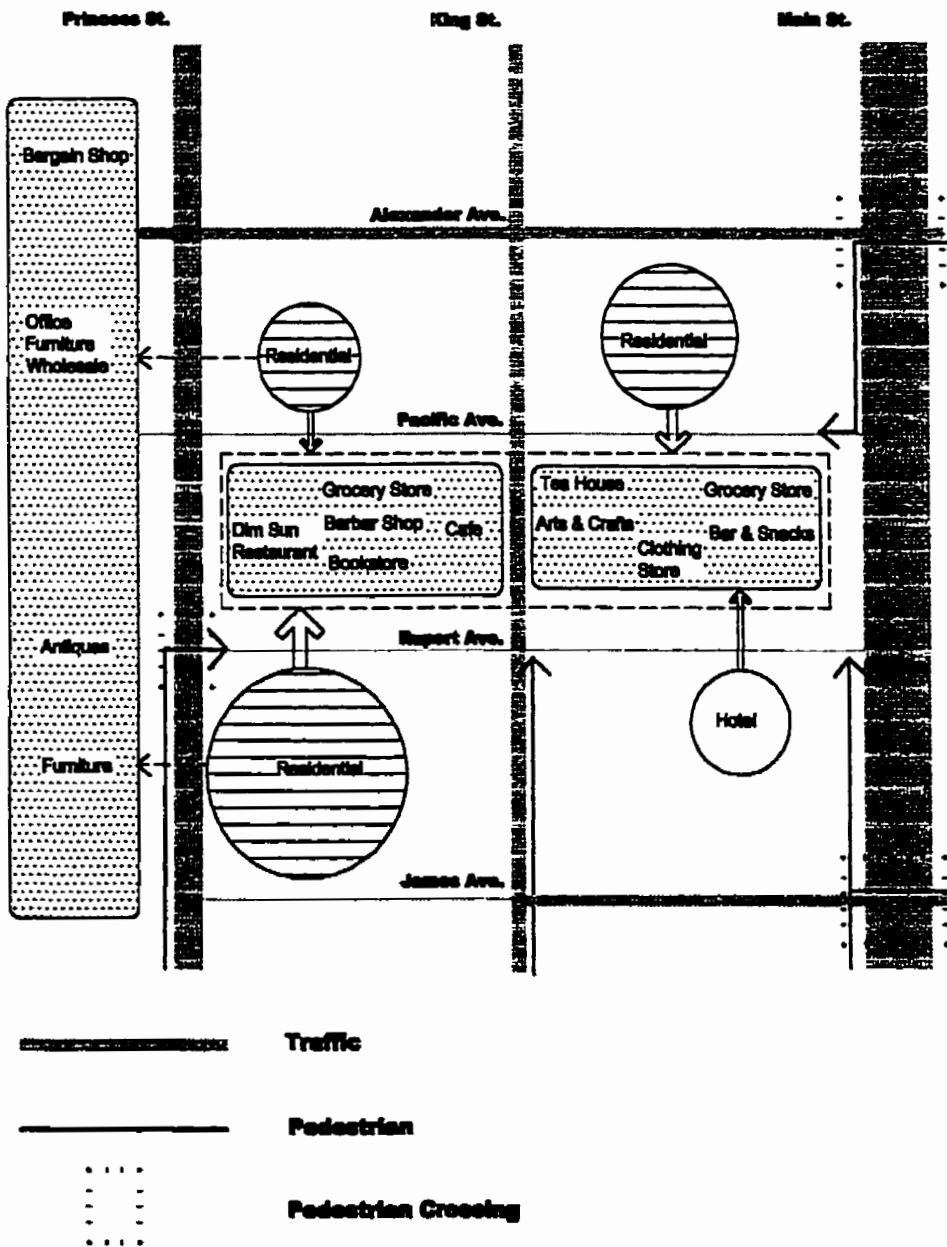 Princess St.
King St.
Main St.
Bargain Shop
Alexander Ave.
Office
Furniture
Wholesale
Residential
Residential
Pacific Ave.
Grocery Store
Dim Sun
Restaurant
Barber Shop
Cafe
Bookstore
Tea House
Grocery Store
Arts & Crafts
Bar & Snacks
Clothing
Store
Antiques
Rupert Ave.
Furniture
Residential
Hotel
James Ave.
Traffic
Pedestrian
Pedestrian Crossing